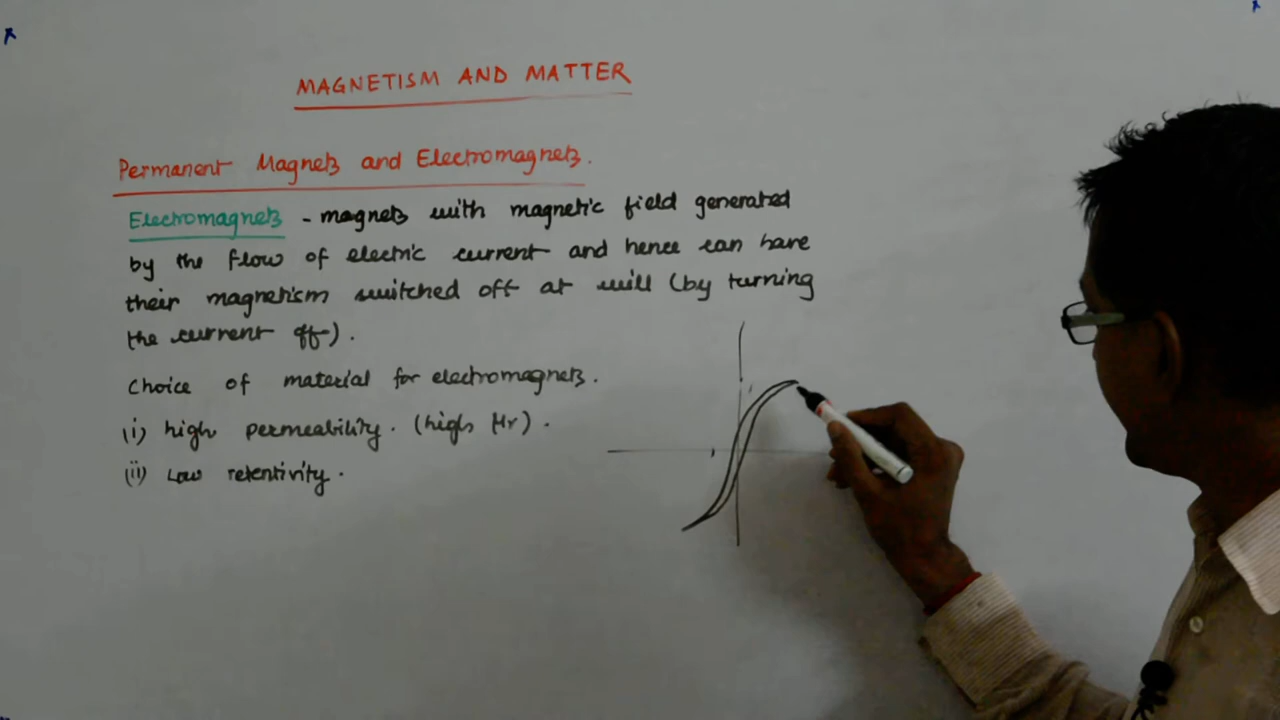 MAGNETISM AND MATTER
Permanent Magnets and Electromagnets.
Electromagnets - magnets with magnetic field generated
by the flow of electric current and hence can have
their magnetism switched off at will (by turning
the current off).
Choice of material for electromagnets.
(i) high permeability. (high μr).
(ii) Low retentivity.